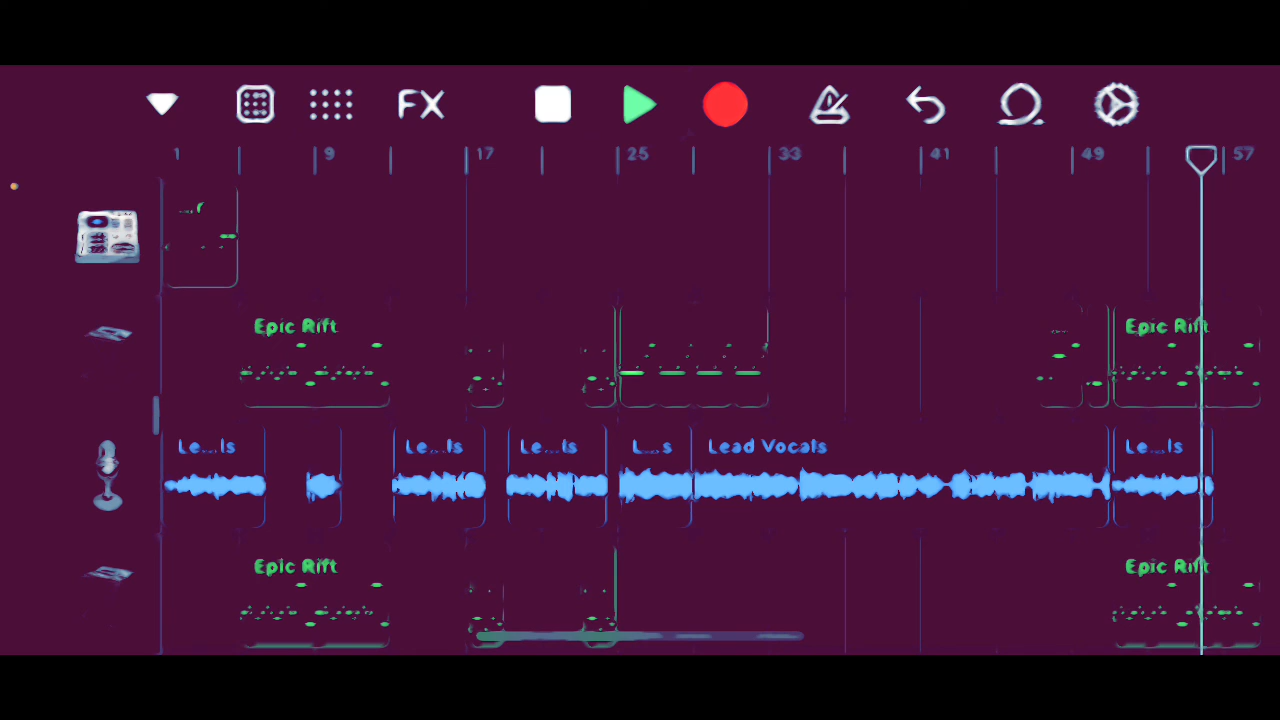 FX
1 9 17 25 33 41 49 57
Epic Rift Epic Rift
Le...ls Le...ls Le...ls L...s Lead Vocals Le...ls
Epic Rift Epic Rift